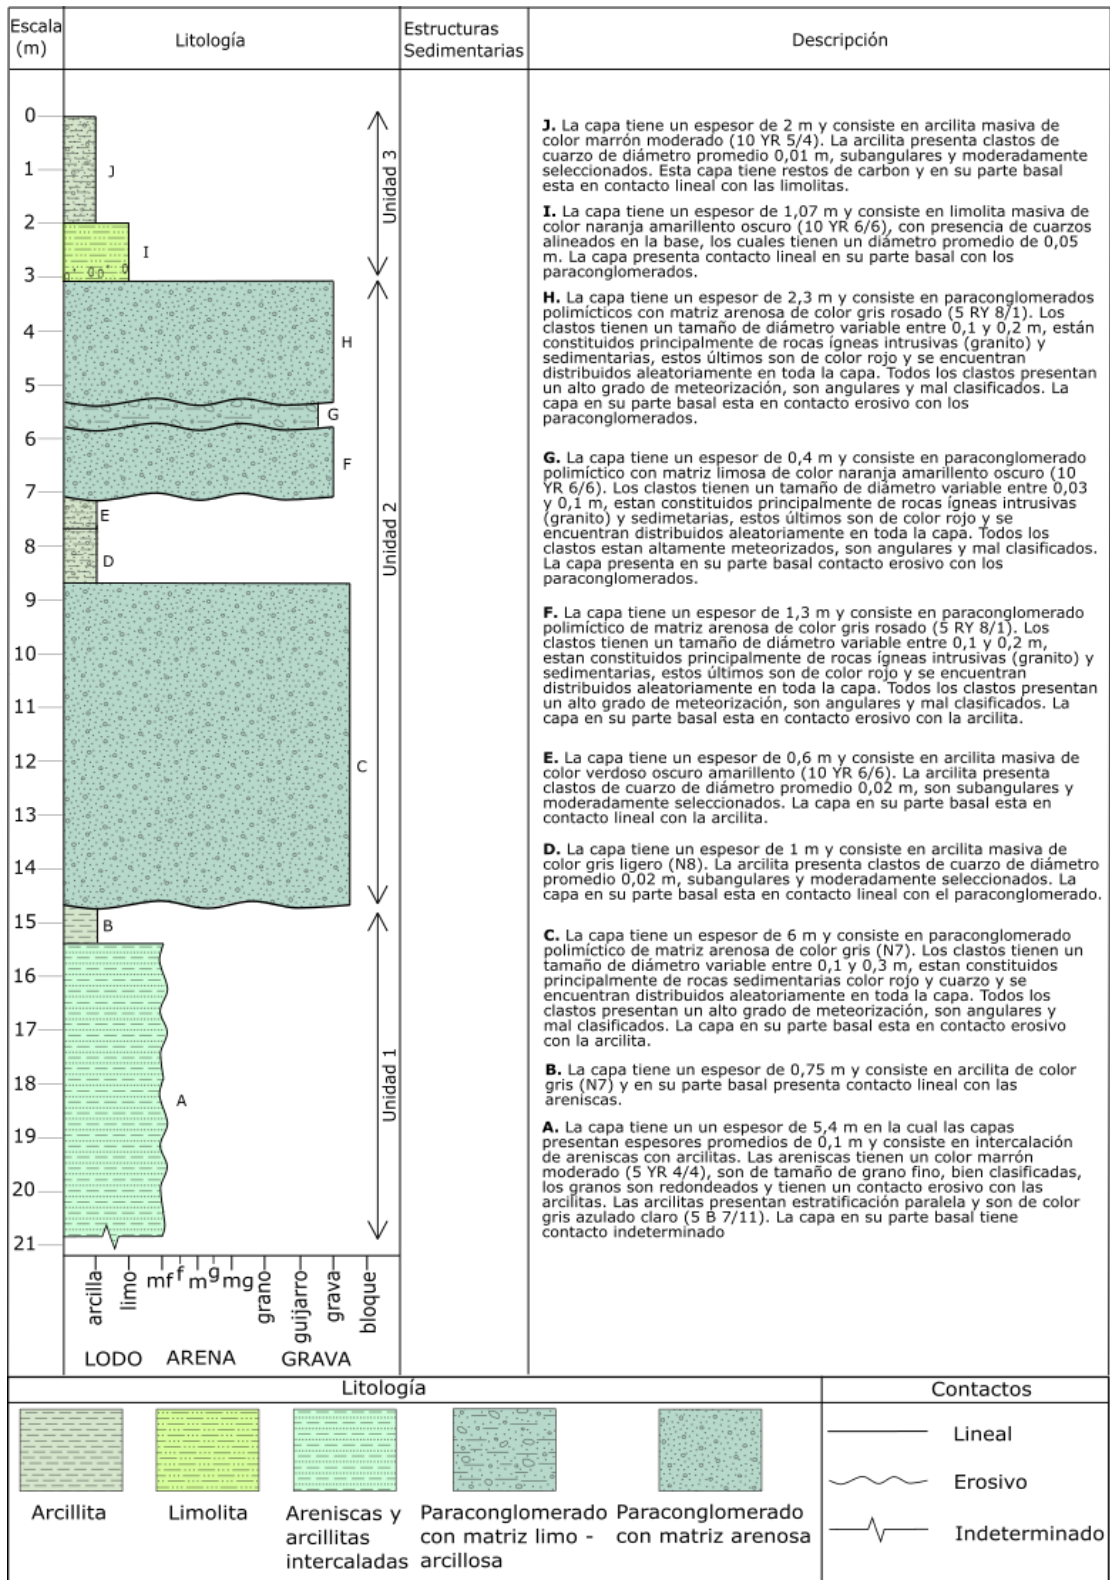 Escala
(m)
Litología
Estructuras
Sedimentarias
Descripción
0
1
2
3
4
5
6
7
8
9
10
11
12
13
14
15
16
17
18
19
20
21
J
I
H
G
F
E
D
C
B
A
Unidad 3
Unidad 2
Unidad 1
arcilla
limo
mf
f
m
g
mg
grano
guijarro
grava
bloque
LODO
ARENA
GRAVA
J. La capa tiene un espesor de 2 m y consiste en arcilita masiva de
color marrón moderado (10 YR 5/4). La arcilita presenta clastos de
cuarzo de diámetro promedio 0,01 m, subangulares y moderadamente
seleccionados. Esta capa tiene restos de carbon y en su parte basal
esta en contacto lineal con las limolitas.
I. La capa tiene un espesor de 1,07 m y consiste en limolita masiva de
color naranja amarillento oscuro (10 YR 6/6), con presencia de cuarzos
alineados en la base, los cuales tienen un diámetro promedio de 0,05
m. La capa presenta contacto lineal en su parte basal con los
paraconglomerados.
H. La capa tiene un espesor de 2,3 m y consiste en paraconglomerados
polimícticos con matriz arenosa de color gris rosado (5 RY 8/1). Los
clastos tienen un tamaño de diámetro variable entre 0,1 y 0,2 m, están
constituidos principalmente de rocas ígneas intrusivas (granito) y
sedimentarias, estos últimos son de color rojo y se encuentran
distribuidos aleatoriamente en toda la capa. Todos los clastos presentan
un alto grado de meteorización, son angulares y mal clasificados. La
capa en su parte basal esta en contacto erosivo con los
paraconglomerados.
G. La capa tiene un espesor de 0,4 m y consiste en paraconglomerado
polimíctico con matriz limosa de color naranja amarillento oscuro (10
YR 6/6). Los clastos tienen un tamaño de diámetro variable entre 0,03
y 0,1 m, estan constituidos principalmente de rocas ígneas intrusivas
(granito) y sedimetarias, estos últimos son de color rojo y se
encuentran distribuidos aleatoriamente en toda la capa. Todos los
clastos estan altamente meteorizados, son angulares y mal clasificados.
La capa presenta en su parte basal contacto erosivo con los
paraconglomerados.
F. La capa tiene un espesor de 1,3 m y consiste en paraconglomerado
polimíctico de matriz arenosa de color gris rosado (5 RY 8/1). Los
clastos tienen un tamaño de diámetro variable entre 0,1 y 0,2 m,
estan constituidos principalmente de rocas ígneas intrusivas (granito) y
sedimentarias, estos últimos son de color rojo y se encuentran
distribuidos aleatoriamente en toda la capa. Todos los clastos presentan
un alto grado de meteorización, son angulares y mal clasificados. La
capa en su parte basal esta en contacto erosivo con la arcilita.
E. La capa tiene un espesor de 0,6 m y consiste en arcilita masiva de
color verdoso oscuro amarillento (10 YR 6/6). La arcilita presenta
clastos de cuarzo de diámetro promedio 0,02 m, son subangulares y
moderadamente seleccionados. La capa en su parte basal esta en
contacto lineal con la arcilita.
D. La capa tiene un espesor de 1 m y consiste en arcilita masiva de
color gris ligero (N8). La arcilita presenta clastos de cuarzo de diámetro
promedio 0,02 m, subangulares y moderadamente seleccionados. La
capa en su parte basal esta en contacto lineal con el paraconglomerado.
C. La capa tiene un espesor de 6 m y consiste en paraconglomerado
polimíctico de matriz arenosa de color gris (N7). Los clastos tienen un
tamaño de diámetro variable entre 0,1 y 0,3 m, estan constituidos
principalmente de rocas sedimentarias color rojo y cuarzo y se
encuentran distribuidos aleatoriamente en toda la capa. Todos los
clastos presentan un alto grado de meteorización, son angulares y
mal clasificados. La capa en su parte basal esta en contacto erosivo
con la arcilita.
B. La capa tiene un espesor de 0,75 m y consiste en arcilita de color
gris (N7) y en su parte basal presenta contacto lineal con las
areniscas.
A. La capa tiene un un espesor de 5,4 m en la cual las capas
presentan espesores promedios de 0,1 m y consiste en intercalación
de areniscas con arcilitas. Las areniscas tienen un color marrón
moderado (5 YR 4/4), son de tamaño de grano fino, bien clasificadas,
los granos son redondeados y tienen un contacto erosivo con las
arcilitas. Las arcilitas presentan estratificación paralela y son de color
gris azulado claro (5 B 7/11). La capa en su parte basal tiene
contacto indeterminado
Litología
Arcillita
Limolita
Areniscas y
arcillitas
intercaladas
Paraconglomerado
con matriz limo -
arcillosa
Paraconglomerado
con matriz arenosa
Contactos
Lineal
Erosivo
Indeterminado